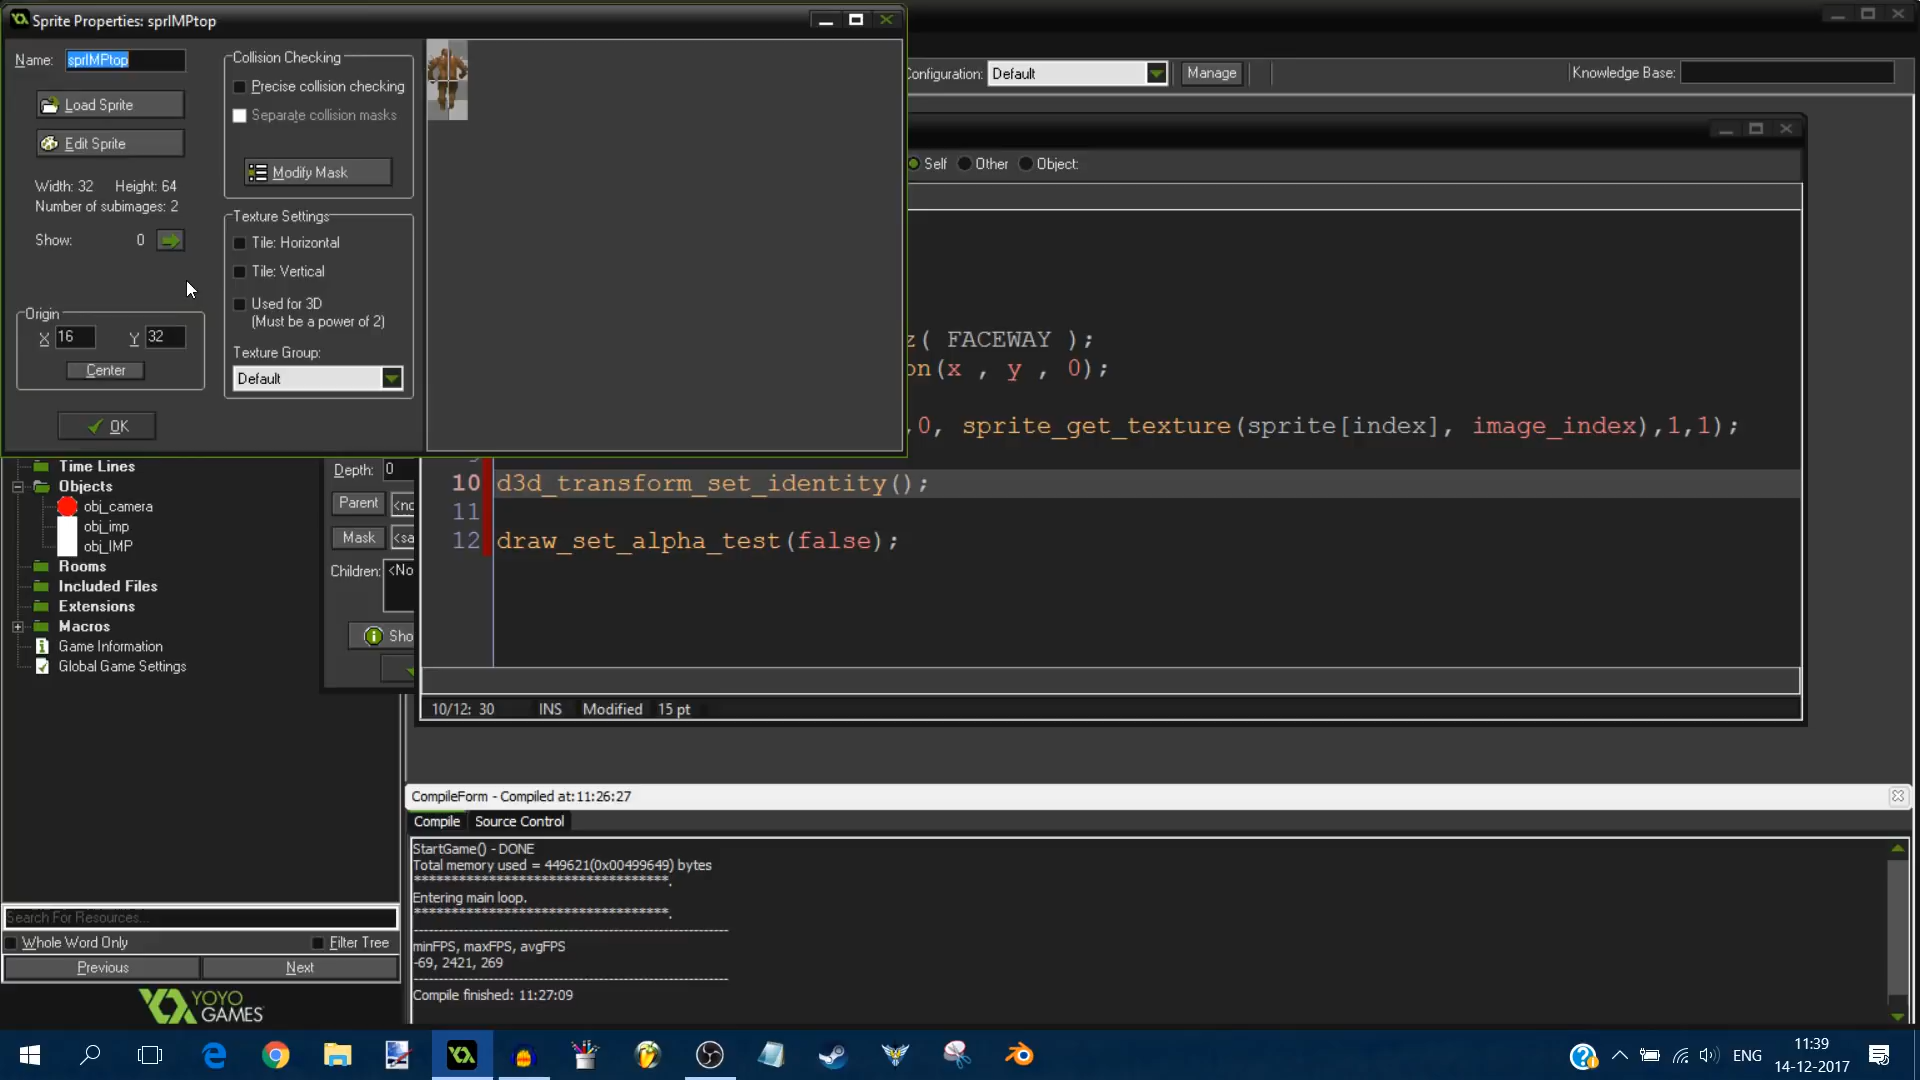 Sprite Properties: sprIMPtop
Name: sprIMPtop
Load Sprite
Edit Sprite
Width: 32 Height: 64
Number of subimages: 2
Show: 0
Origin
X 16 Y 32
Center
OK
Collision Checking
Precise collision checking
Separate collision masks
Modify Mask
Texture Settings
Tile: Horizontal
Tile: Vertical
Used for 3D
(Must be a power of 2)
Texture Group:
Default
Configuration: Default Manage
Knowledge Base:
Self Other Object:
z( FACEWAY );
on(x , y , 0);
,0, sprite_get_texture(sprite[index], image_index),1,1);
10 d3d_transform_set_identity();
11
12 draw_set_alpha_test(false);
10/12: 30 INS Modified 15 pt
Time Lines
Objects
obj_camera
obj_imp
obj_IMP
Rooms
Included Files
Extensions
Macros
Game Information
Global Game Settings
Depth: 0
Parent <no
Mask <sa
Children: <No
Sho
CompileForm - Compiled at:11:26:27
Compile Source Control
StartGame() - DONE
Total memory used = 449621(0x00499649) bytes
***********************************.
Entering main loop.
***********************************.
minFPS, maxFPS, avgFPS
-69, 2421, 269
Compile finished: 11:27:09
Search For Resources...
Whole Word Only Filter Tree
Previous Next
YOYO
GAMES
ENG
11:39
14-12-2017